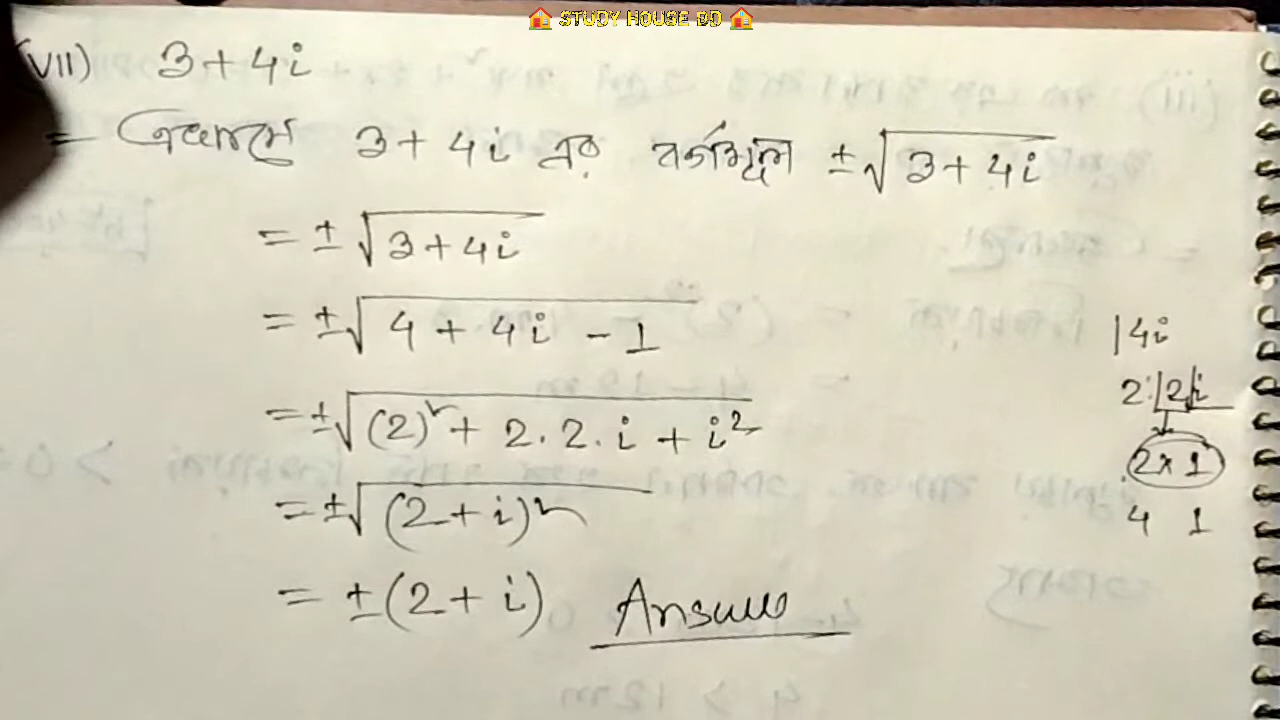 🏠 STUDY HOUSE BD 🏠
(VII) 3+4i
= 3+4i এর বর্গমূল ±√(3+4i)
= ±√(3+4i)
= ±√(4+4i-1)
|4i
= ±√((2)²+2.2.i+i²)
2.|2i
2×1
= ±√((2+i)²)
4 1
= ±(2+i) Answer